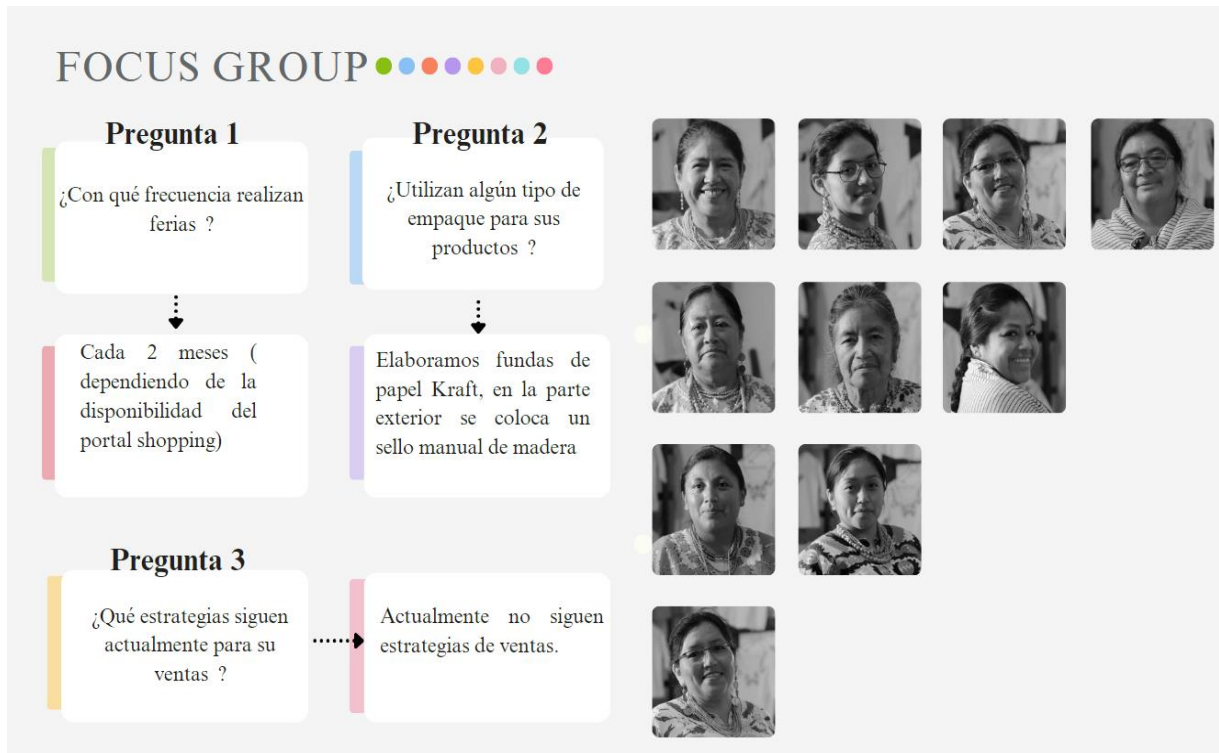 FOCUS GROUP
Pregunta 1
¿Con qué frecuencia realizan
ferias ?
Cada 2 meses (
dependiendo de la
disponibilidad del
portal shopping)
Pregunta 2
¿Utilizan algún tipo de
empaque para sus
productos ?
Elaboramos fundas de
papel Kraft, en la parte
exterior se coloca un
sello manual de madera
Pregunta 3
¿Qué estrategias siguen
actualmente para su
ventas ?
Actualmente no siguen
estrategias de ventas.